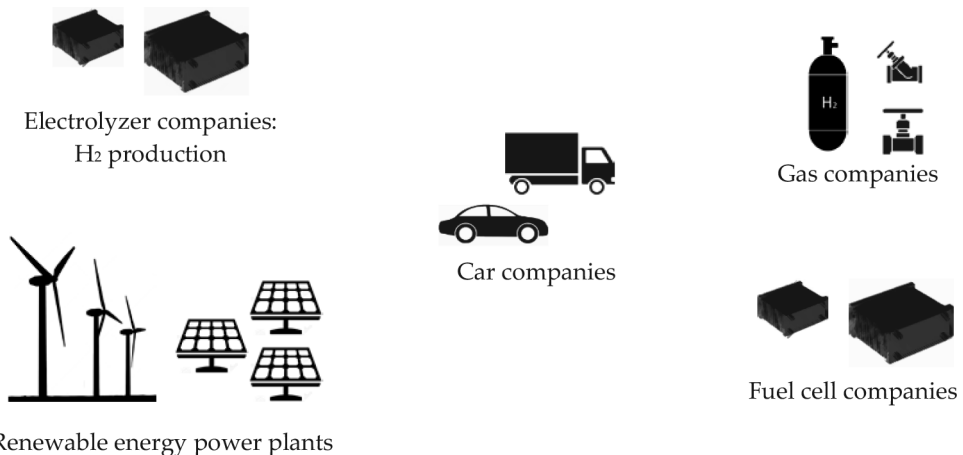 Electrolyzer companies:
H2 production
H2
Gas companies
Car companies
Fuel cell companies
Renewable energy power plants